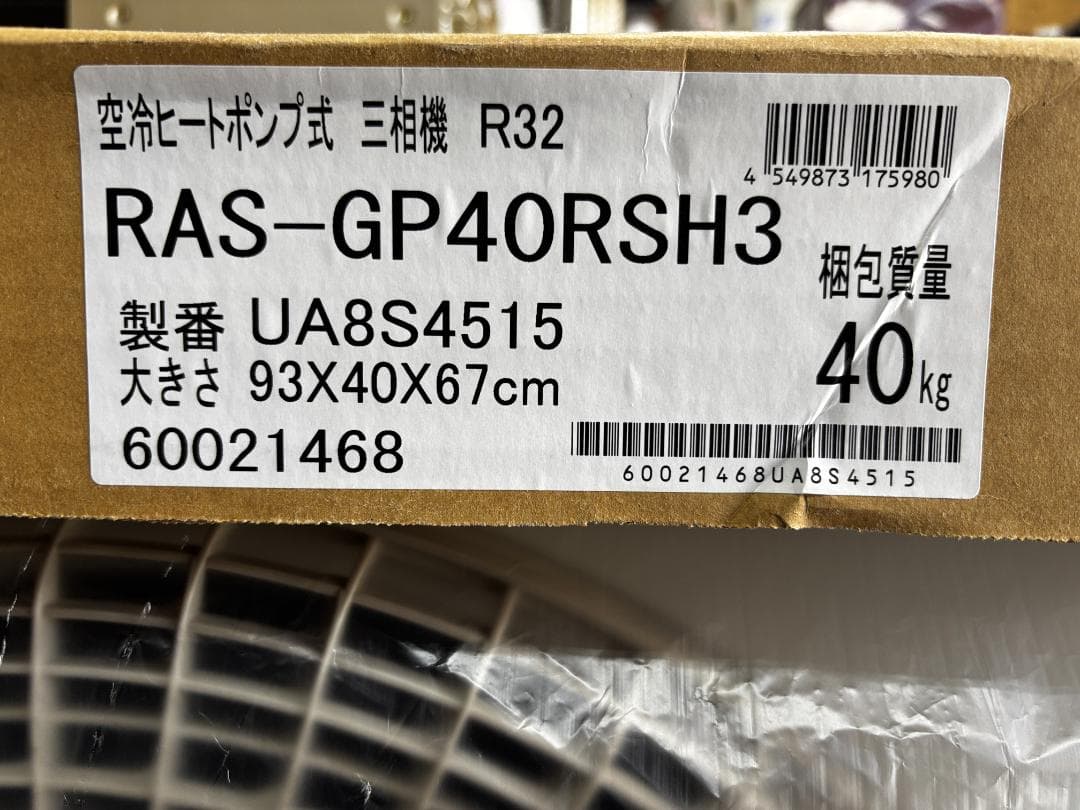 空冷ヒートポンプ式 三相機 R32
4 549873 175980
RAS-GP40RSH3
梱包質量
40kg
製番 UA8S4515
大きさ 93X40X67cm
60021468
60021468UA8S4515